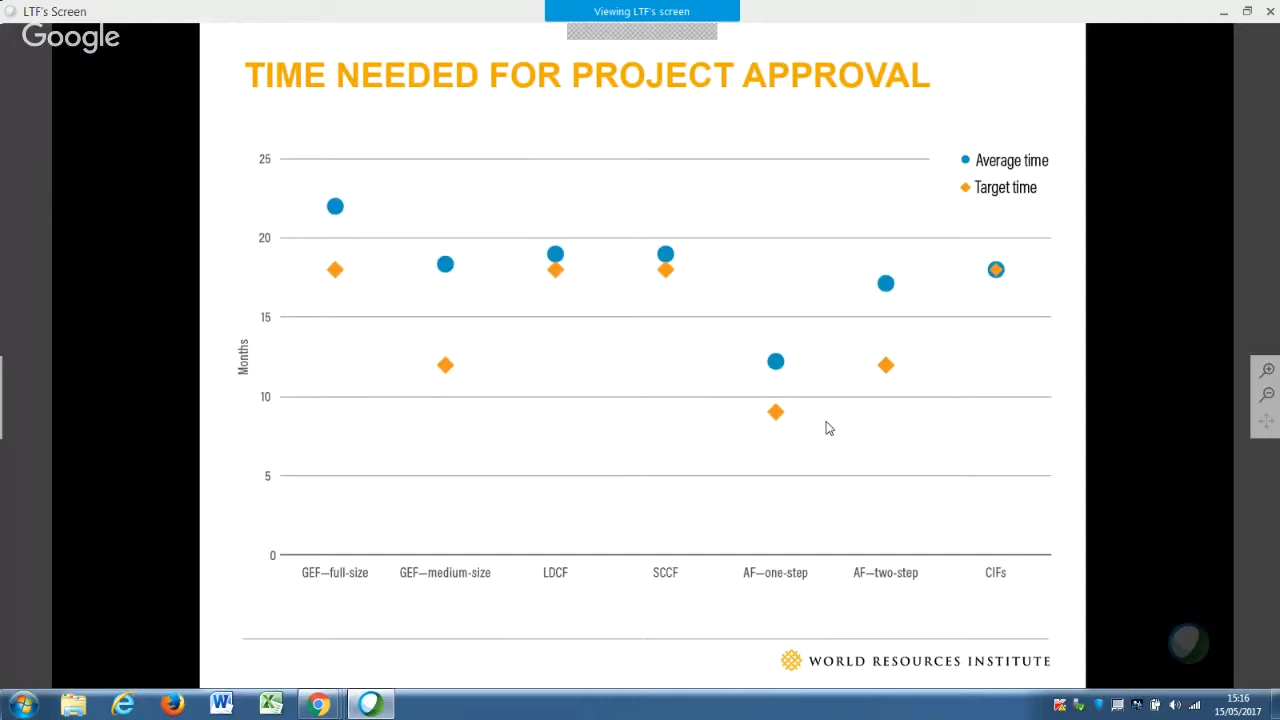 LTF's Screen
Viewing LTF's screen
Google
TIME NEEDED FOR PROJECT APPROVAL
25
Average time
Target time
20
15
Months
10
5
0
GEF—full-size GEF—medium-size LDCF SCCF AF—one-step AF—two-step CIFs
WORLD RESOURCES INSTITUTE
15:16
15/05/2017